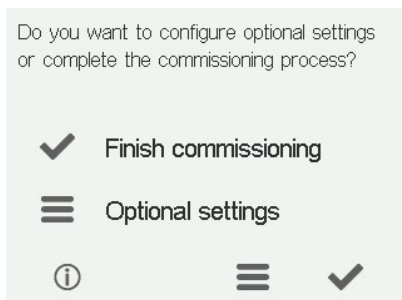 Do you want to configure optional settings
or complete the commissioning process?
Finish commissioning
Optional settings